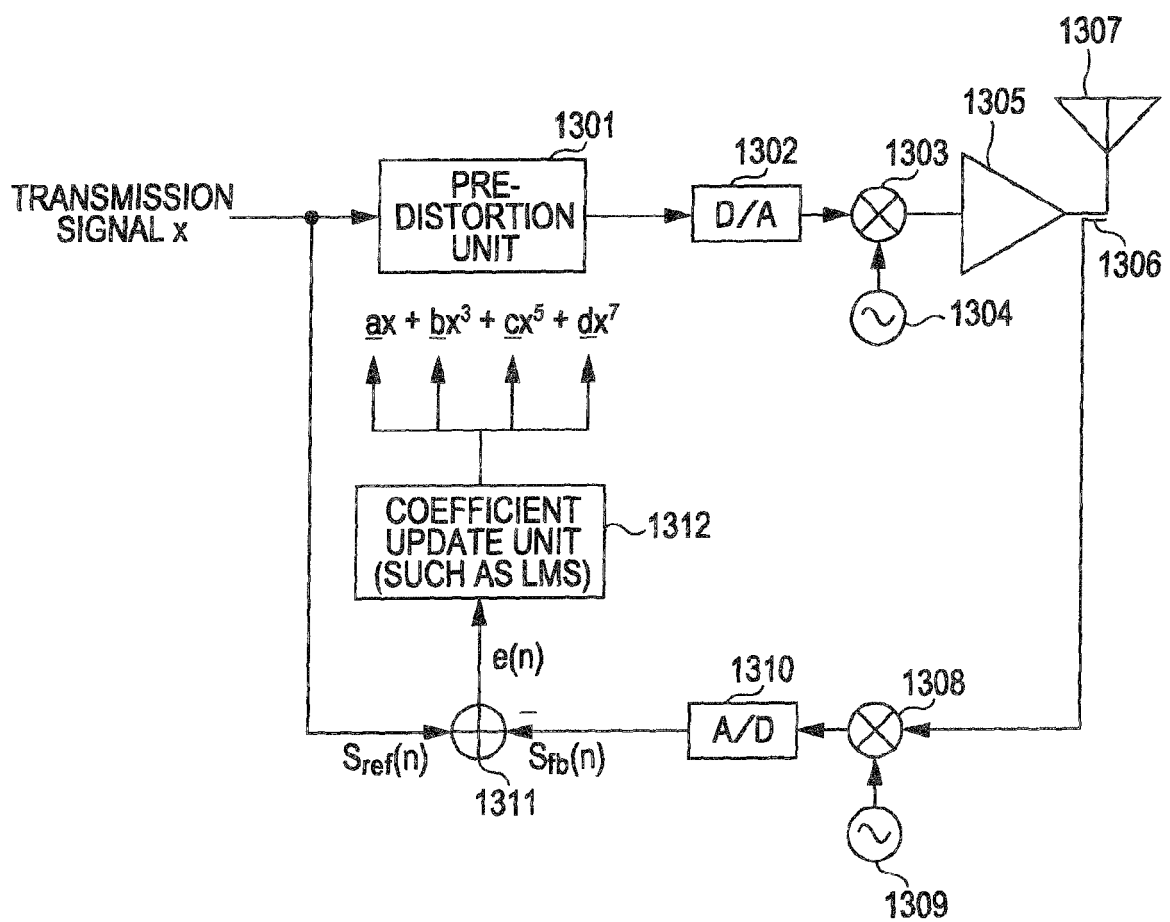 1307
1305
1301
1302
1303
TRANSMISSION
SIGNAL x
PRE-
DISTORTION
UNIT
D/A
1306
1304
ax + bx³ + cx⁵ + dx⁷
COEFFICIENT
UPDATE UNIT
(SUCH AS LMS)
1312
e(n)
1310
1308
A/D
−
Sref(n)
Sfb(n)
1311
1309